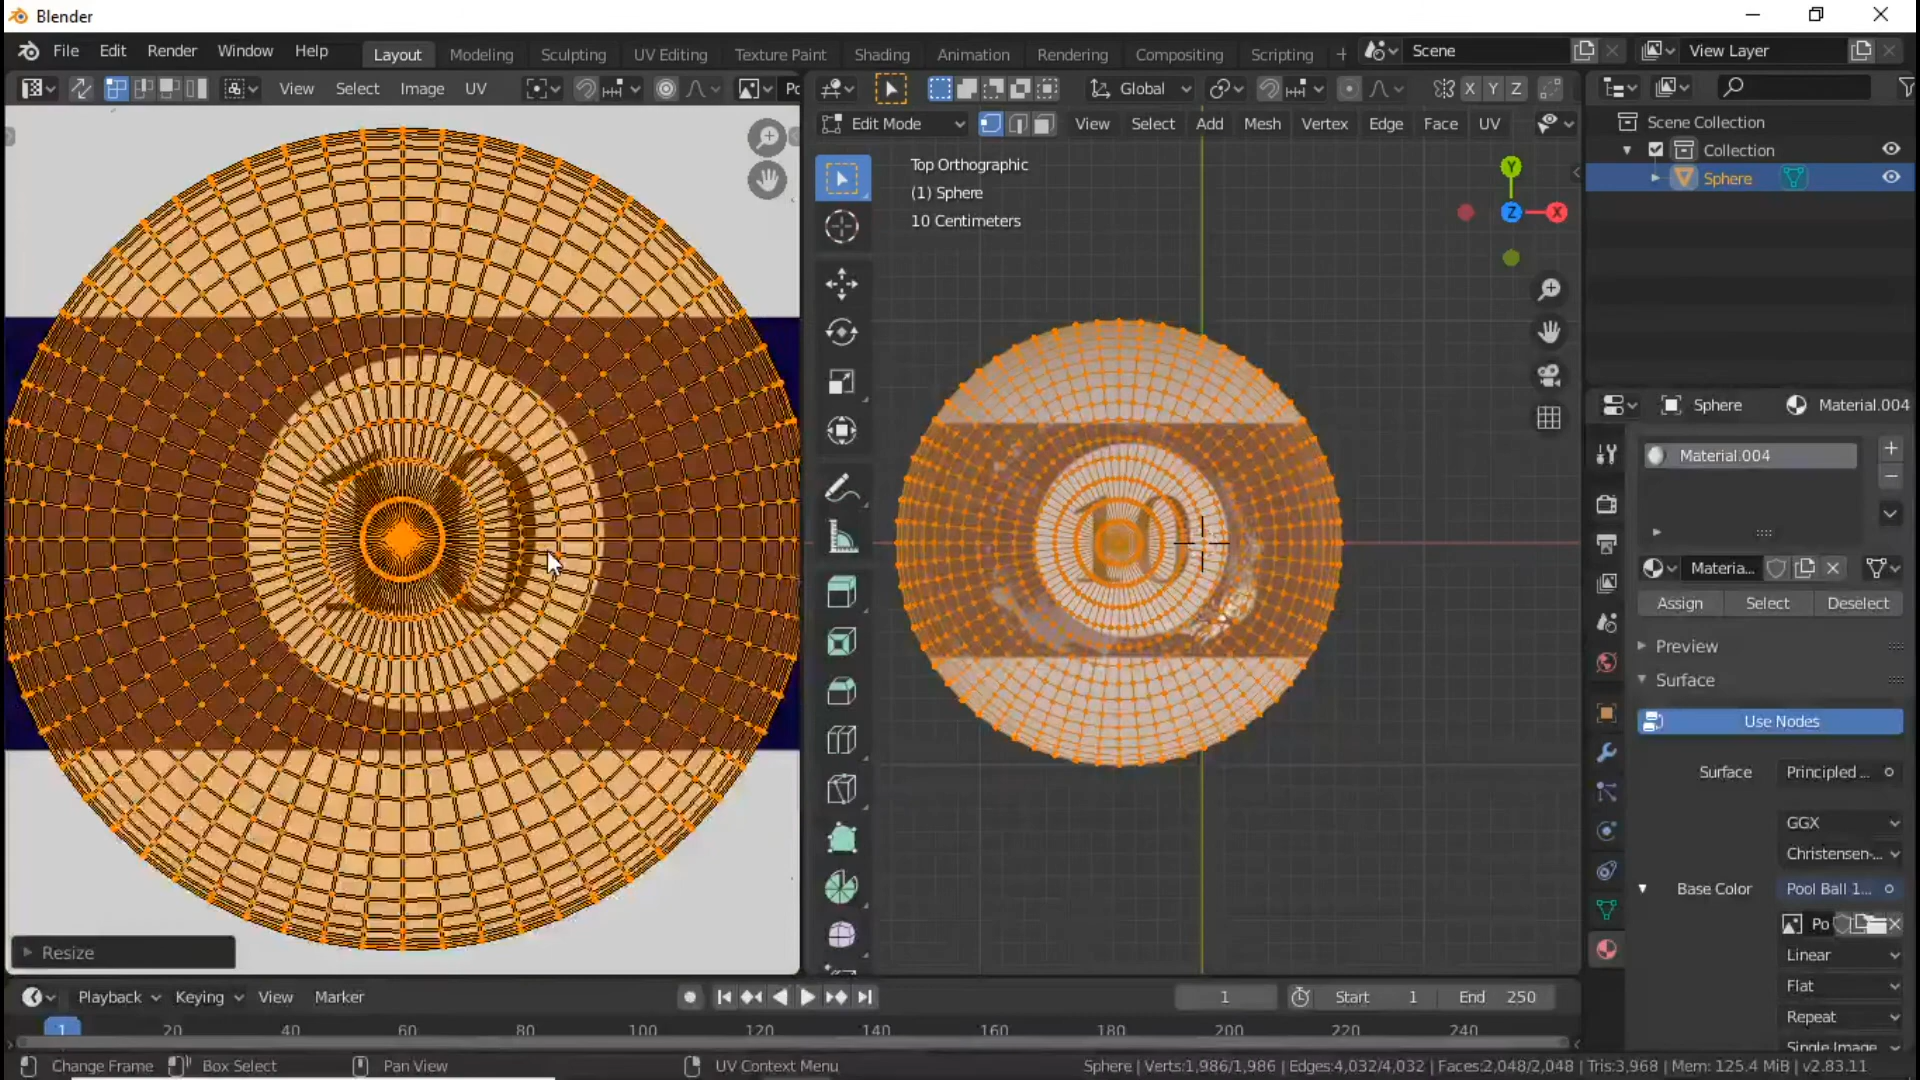 Blender
File Edit Render Window Help Layout Modeling Sculpting UV Editing Texture Paint Shading Animation Rendering Compositing Scripting + Scene View Layer
View Select Image UV Po Global X Y Z
Edit Mode View Select Add Mesh Vertex Edge Face UV
Top Orthographic
(1) Sphere
10 Centimeters
Y
Z X
10
10
Scene Collection
Collection
Sphere
Sphere Material.004
Material.004
Materia...
Assign Select Deselect
Preview
Surface
Use Nodes
Surface Principled ...
GGX
Christensen-...
Base Color Pool Ball 1...
Po
Linear
Flat
Repeat
Single Image
Resize
Playback Keying View Marker 1 Start 1 End 250
1 20 40 60 80 100 120 140 160 180 200 220 240
Change Frame Box Select Pan View UV Context Menu Sphere | Verts:1,986/1,986 | Edges:4,032/4,032 | Faces:2,048/2,048 | Tris:3,968 | Mem: 125.4 MiB | v2.83.11